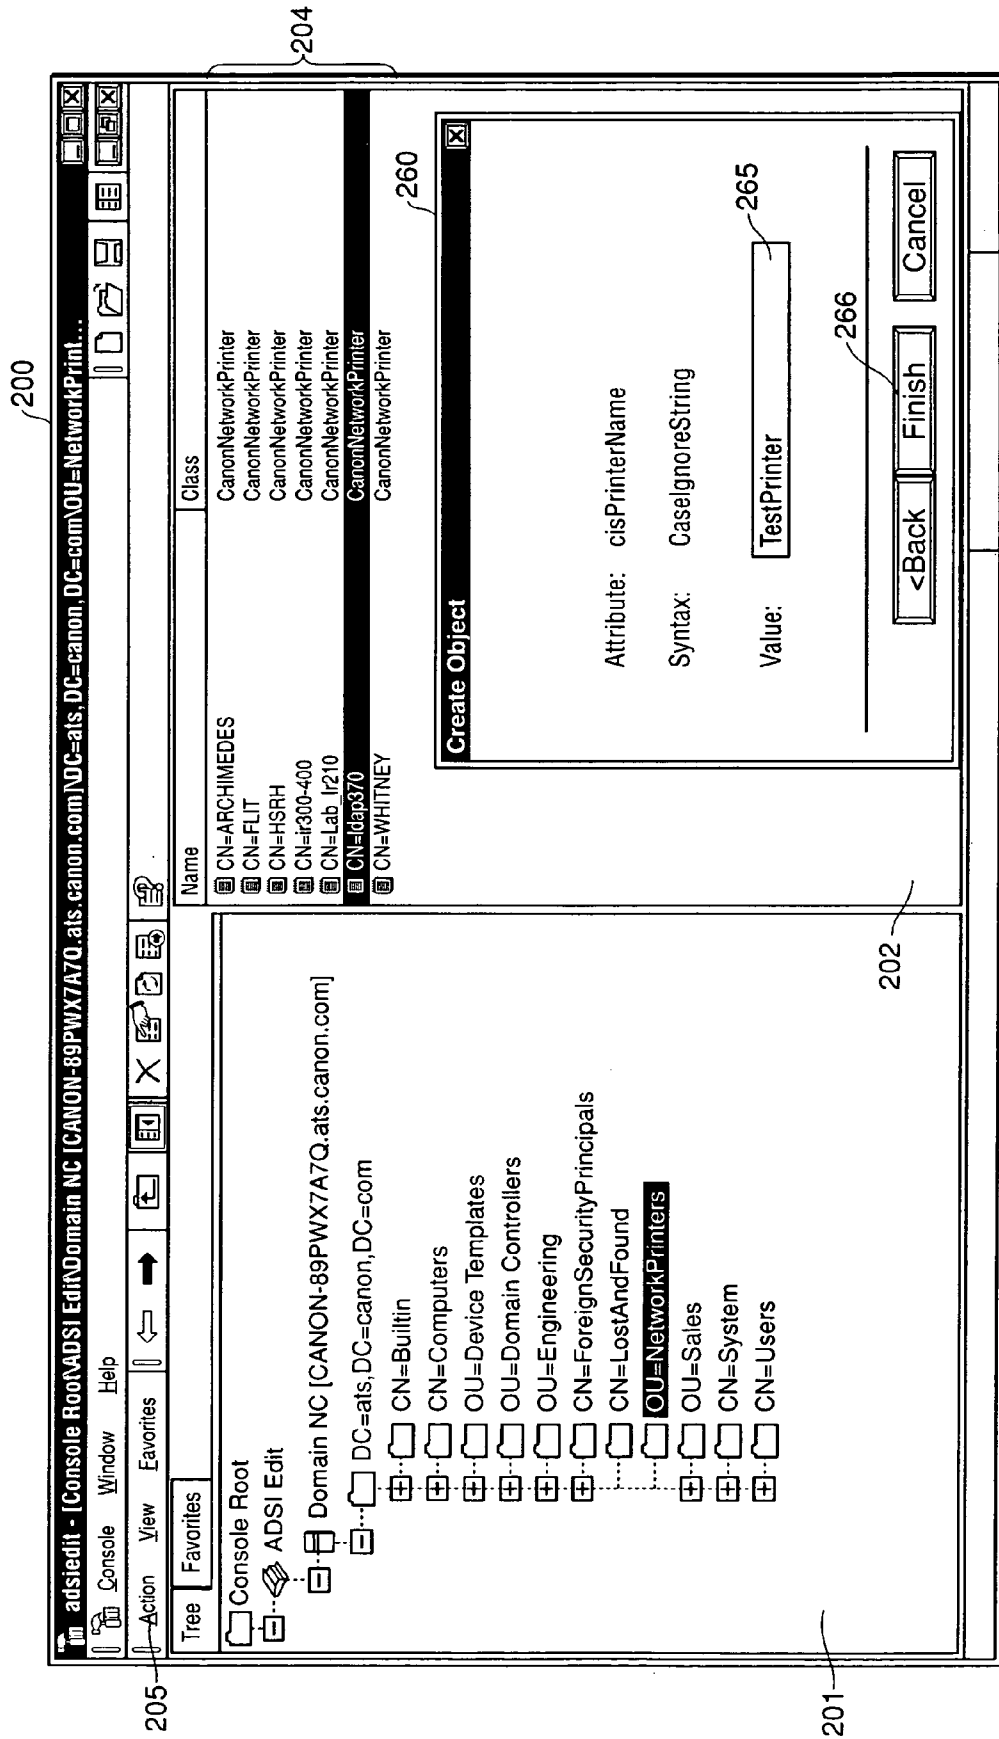 200
adsiedit - [Console Root\ADSI Edit\Domain NC [CANON-89PWX7A7Q.ats.canon.com]\DC=ats,DC=canon,DC=com\OU=NetworkPrint...
Console Window Help
205
Action View Favorites
Tree Favorites
Console Root
ADSI Edit
Domain NC [CANON-89PWX7A7Q.ats.canon.com]
DC=ats,DC=canon,DC=com
CN=Builtin
CN=Computers
OU=Device Templates
OU=Domain Controllers
OU=Engineering
CN=ForeignSecurityPrincipals
CN=LostAndFound
OU=NetworkPrinters
OU=Sales
CN=System
CN=Users
201
Name Class
CN=ARCHIMEDES CanonNetworkPrinter
CN=FLIT CanonNetworkPrinter
CN=HSRH CanonNetworkPrinter
CN=ir300-400 CanonNetworkPrinter
CN=Lab_Ir210 CanonNetworkPrinter
CN=ldap370 CanonNetworkPrinter
CN=WHITNEY CanonNetworkPrinter
204
202
260
Create Object
Attribute: cisPrinterName
Syntax: CaseIgnoreString
Value: TestPrinter
265
266
<Back Finish Cancel